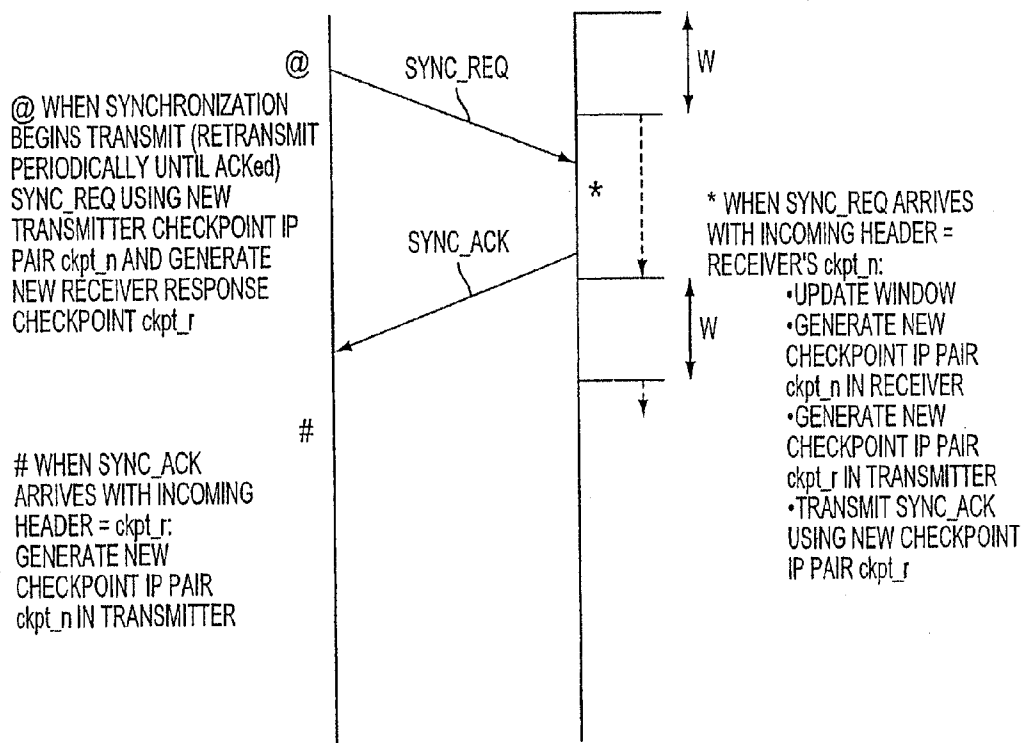 @
SYNC_REQ
W
@ WHEN SYNCHRONIZATION
BEGINS TRANSMIT (RETRANSMIT
PERIODICALLY UNTIL ACKed)
SYNC_REQ USING NEW
TRANSMITTER CHECKPOINT IP
PAIR ckpt_n AND GENERATE
NEW RECEIVER RESPONSE
CHECKPOINT ckpt_r
SYNC_ACK
*
* WHEN SYNC_REQ ARRIVES
WITH INCOMING HEADER =
RECEIVER'S ckpt_n:
•UPDATE WINDOW
•GENERATE NEW
CHECKPOINT IP PAIR
ckpt_n IN RECEIVER
•GENERATE NEW
CHECKPOINT IP PAIR
ckpt_r IN TRANSMITTER
•TRANSMIT SYNC_ACK
USING NEW CHECKPOINT
IP PAIR ckpt_r
W
#
# WHEN SYNC_ACK
ARRIVES WITH INCOMING
HEADER = ckpt_r:
GENERATE NEW
CHECKPOINT IP PAIR
ckpt_n IN TRANSMITTER